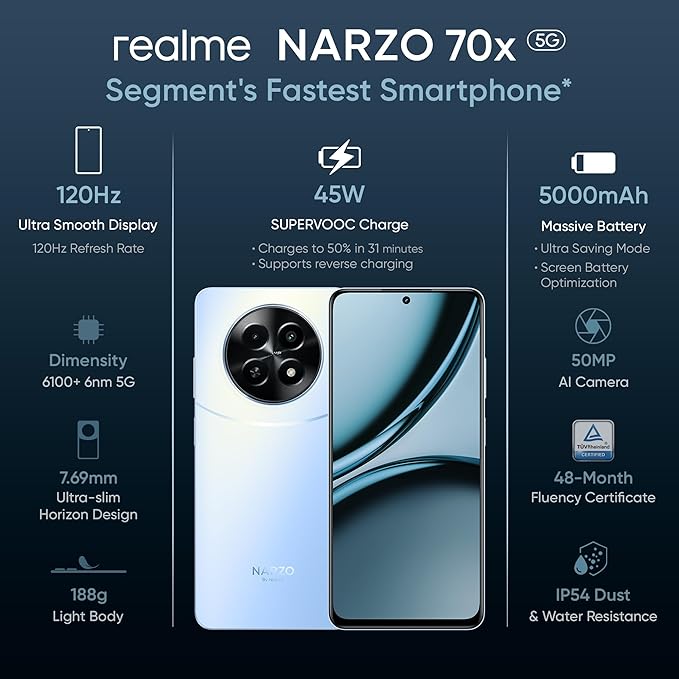 realme NARZO 70x 5G
Segment's Fastest Smartphone*
120Hz
Ultra Smooth Display
120Hz Refresh Rate
45W
SUPERVOOC Charge
• Charges to 50% in 31 minutes
• Supports reverse charging
5000mAh
Massive Battery
• Ultra Saving Mode
• Screen Battery
Optimization
Dimensity
6100+ 6nm 5G
50MP
AI Camera
7.69mm
Ultra-slim
Horizon Design
TÜVRheinland
CERTIFIED
48-Month
Fluency Certificate
188g
Light Body
IP54 Dust
& Water Resistance
NARZO